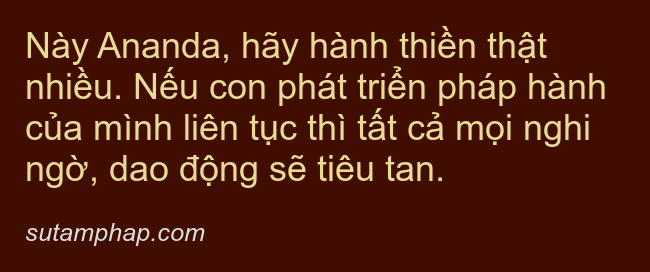 Này Ananda, hãy hành thiền thật
nhiều. Nếu con phát triển pháp hành
của mình liên tục thì tất cả mọi nghi
ngờ, dao động sẽ tiêu tan.
sutamphap.com